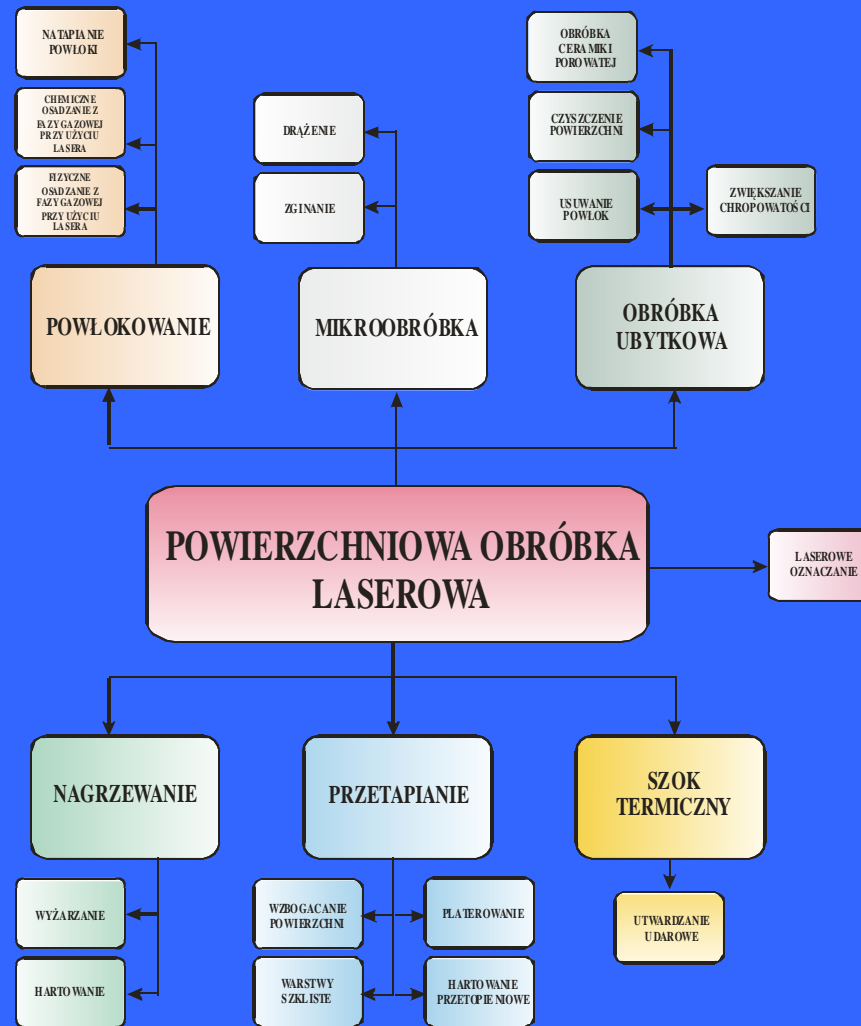 NATAPIANIE
POWŁOKI
CHEMICZNE
OSADZANIE Z
FAZY GAZOWEJ
PRZY UŻYCIU
LASERA
FIZYCZNE
OSADZANIE Z
FAZY GAZOWEJ
PRZY UŻYCIU
LASERA
DRĄŻENIE
ZGINANIE
OBRÓBKA
CERAMIKI
POROWATEJ
CZYSZCZENIE
POWIERZCHNI
USUWANIE
POWŁOK
ZWIĘKSZANIE
CHROPOWATOŚCI
POWŁOKOWANIE
MIKROOBRÓBKA
OBRÓBKA
UBYTKOWA
POWIERZCHNIOWA OBRÓBKA
LASEROWA
LASEROWE
OZNACZANIE
NAGRZEWANIE
PRZETAPIANIE
SZOK
TERMICZNY
WYŻARZANIE
HARTOWANIE
WZBOGACANIE
POWIERZCHNI
PLATEROWANIE
WARSTWY
SZKLISTE
HARTOWANIE
PRZETOPIENIOWE
UTWARDZANIE
UDAROWE